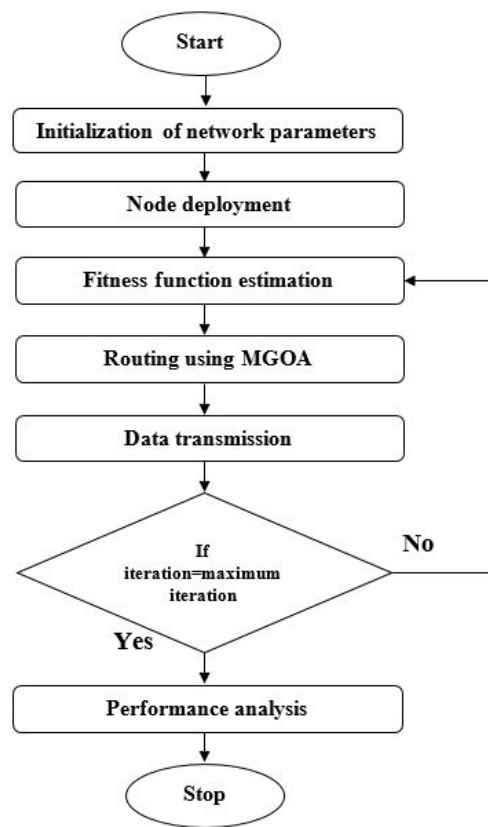 Start
Initialization of network parameters
Node deployment
Fitness function estimation
Routing using MGOA
Data transmission
If
iteration=maximum
iteration
No
Yes
Performance analysis
Stop